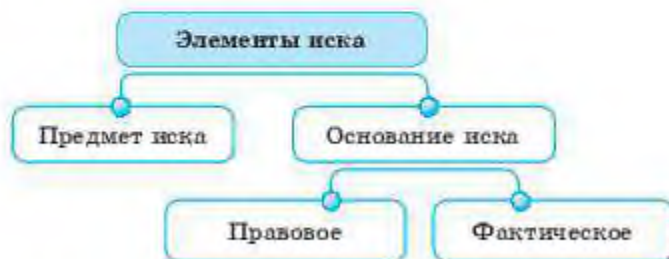 Элементы иска
Предмет иска
Основание иска
Правовое
Фактическое